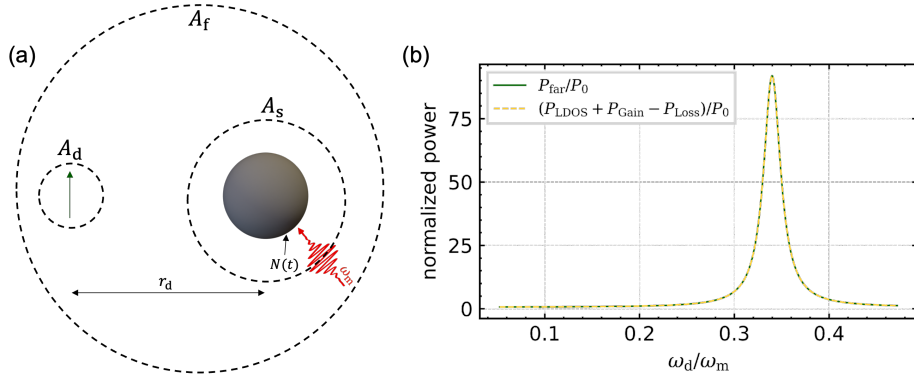 (a)
A_f
A_s
A_d
N(t)
ω_m
r_d
(b)
P_far/P_0
(P_LDOS + P_Gain − P_Loss)/P_0
normalized power
75
50
25
0
0.1 0.2 0.3 0.4
ω_d/ω_m